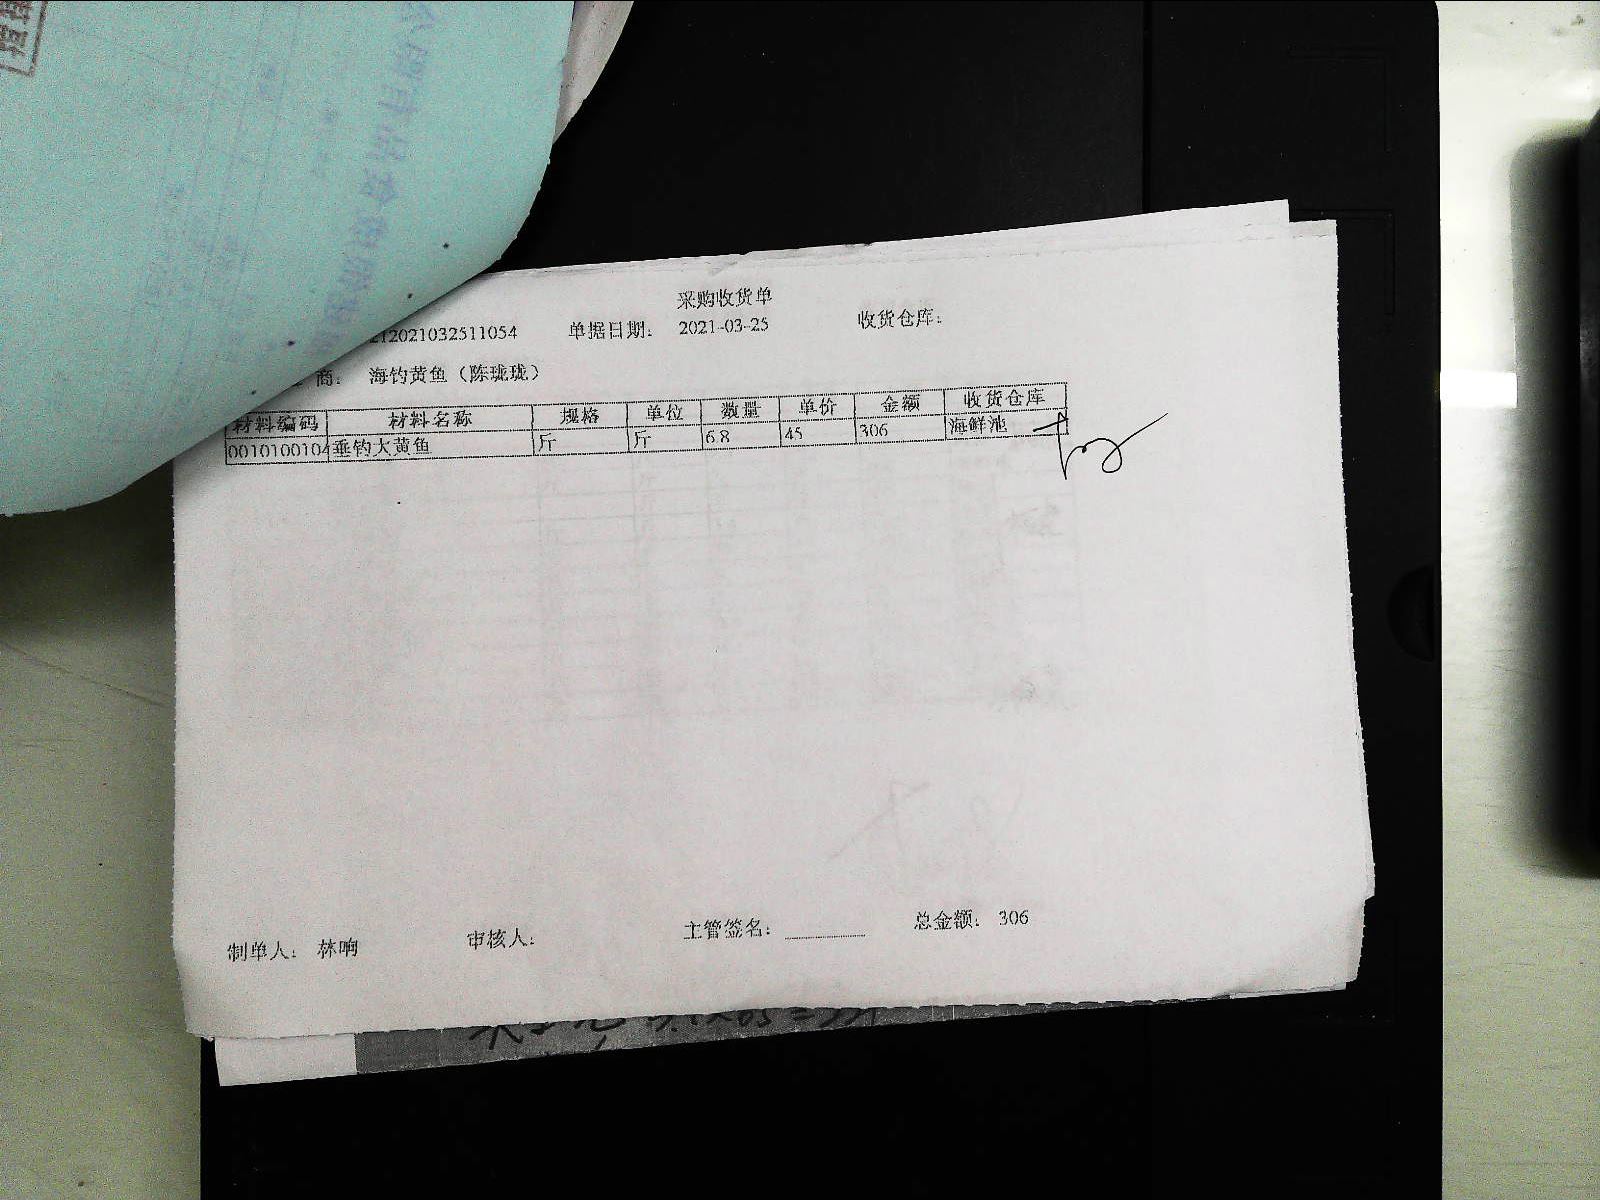 采购收货单
212021032511054 单据日期： 2021-03-25 收货仓库：
商： 海钓黄鱼（陈珑珑）
材料编码 材料名称 规格 单位 数量 单价 金额 收货仓库
0010100104 垂钓大黄鱼 斤 斤 6.8 45 306 海鲜池
制单人： 林响 审核人： 主管签名： 总金额： 306